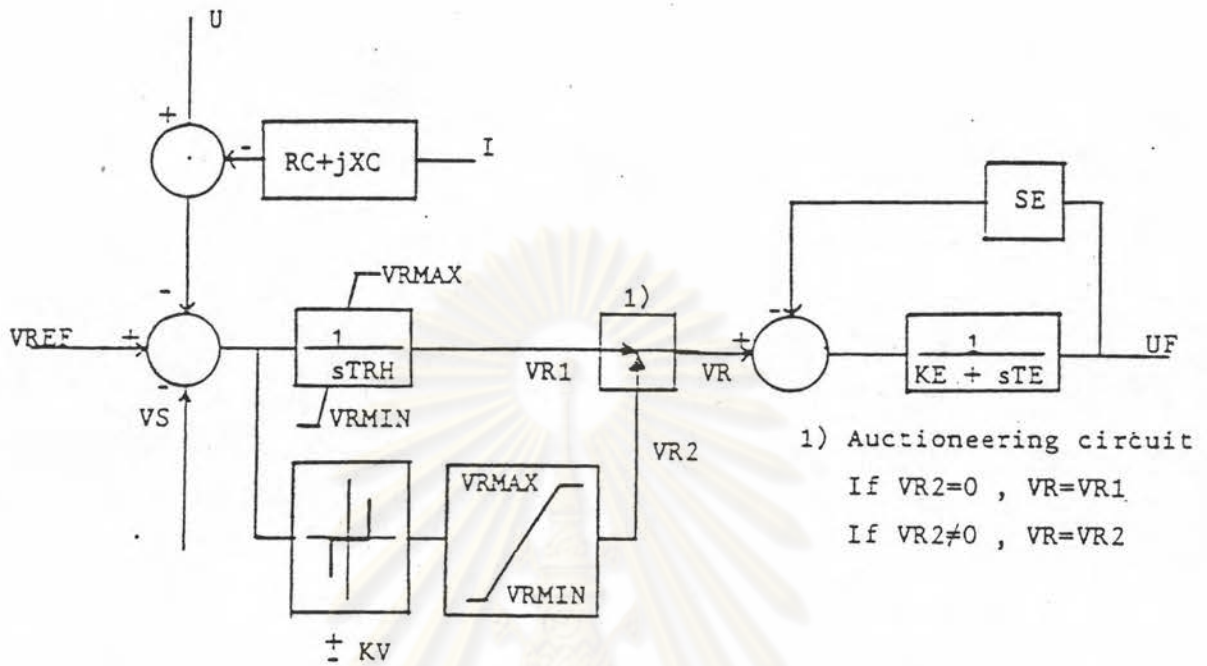 U
+
-
RC+jXC
I
SE
-
VRMAX
1)
-
VREF
+
1
sTRH
VR1
VR
+
1
KE + sTE
UF
-
VS
VRMIN
VR2
1) Auctioneering circuit
If VR2=0 , VR=VR1
If VR2≠0 , VR=VR2
VRMAX
VRMIN
± KV